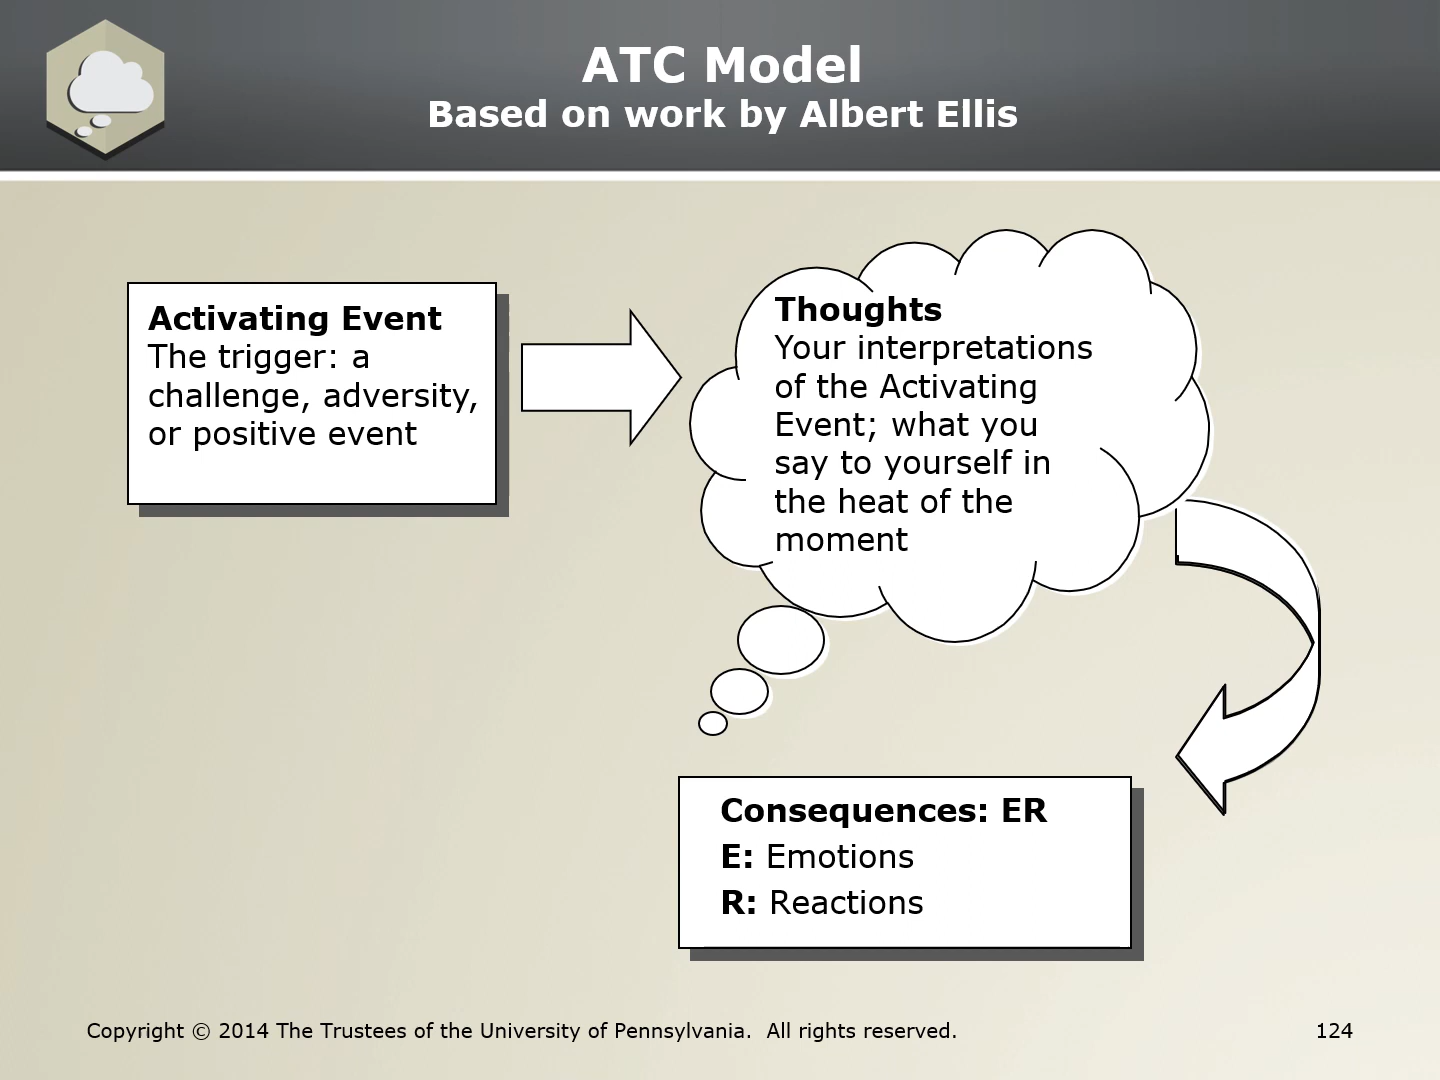 ATC Model
Based on work by Albert Ellis
Activating Event
The trigger: a
challenge, adversity,
or positive event
Thoughts
Your interpretations
of the Activating
Event; what you
say to yourself in
the heat of the
moment
Consequences: ER
E: Emotions
R: Reactions
Copyright © 2014 The Trustees of the University of Pennsylvania.  All rights reserved.
124